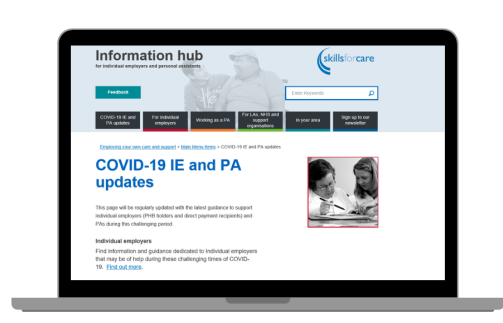 Information hub
for individual employers and personal assistants
skillsforcare
Feedback
Enter Keywords
COVID-19 IE and
PA updates
For individual
employers
Working as a PA
For LAs, NHS and
support
organisations
In your area
Sign up to our
newsletter
Employing your own care and support > Main Menu Items > COVID-19 IE and PA updates
COVID-19 IE and PA
updates
This page will be regularly updated with the latest guidance to support
individual employers (PHB holders and direct payment recipients) and
PAs during this challenging period.
Individual employers
Find information and guidance dedicated to individual employers
that may be of help during these challenging times of COVID-
19. Find out more.